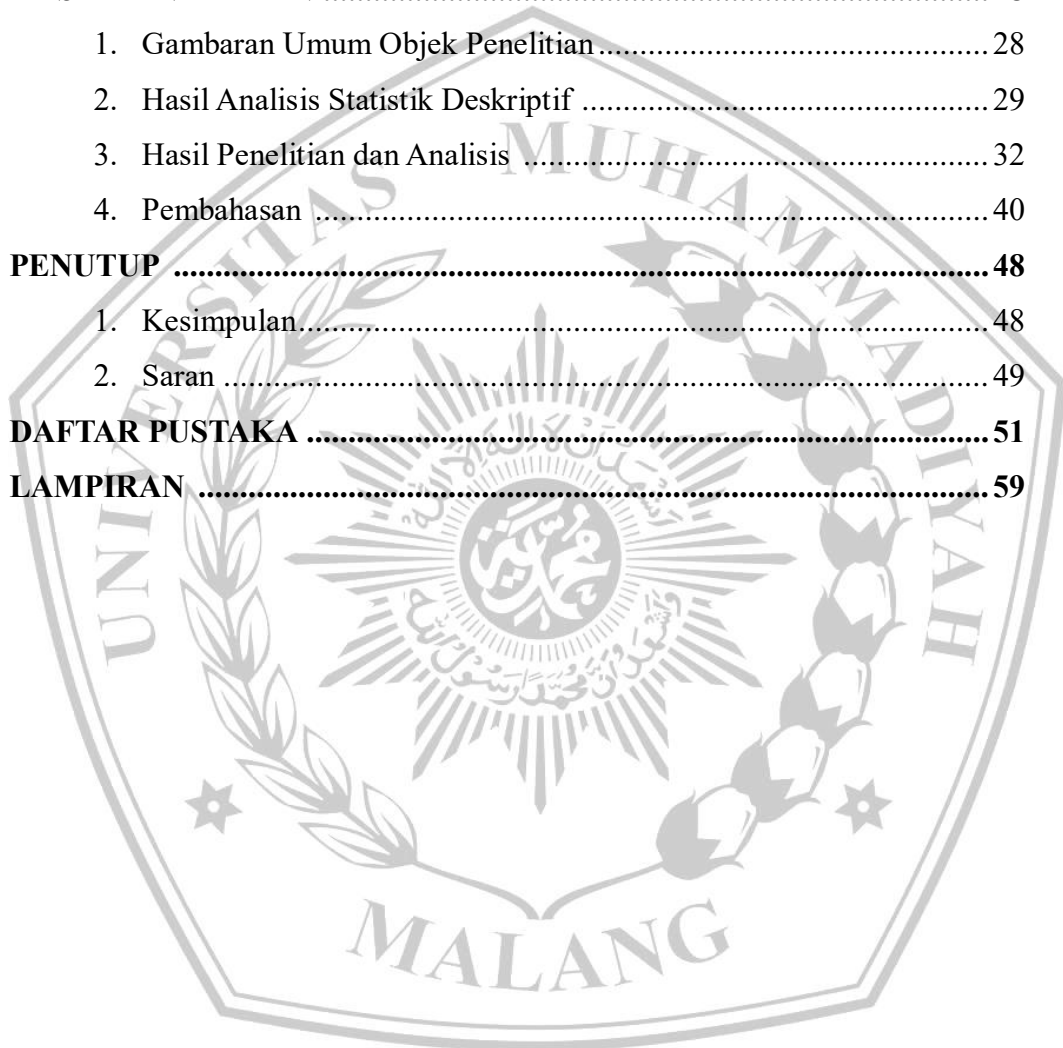 1. Gambaran Umum Objek Penelitian ........ 28
2. Hasil Analisis Statistik Deskriptif ........ 29
3. Hasil Penelitian dan Analisis ........ 32
4. Pembahasan ........ 40
PENUTUP ........ 48
1. Kesimpulan ........ 48
2. Saran ........ 49
DAFTAR PUSTAKA ........ 51
LAMPIRAN ........ 59
UNIVERSITAS MUHAMMADIYAH
MALANG